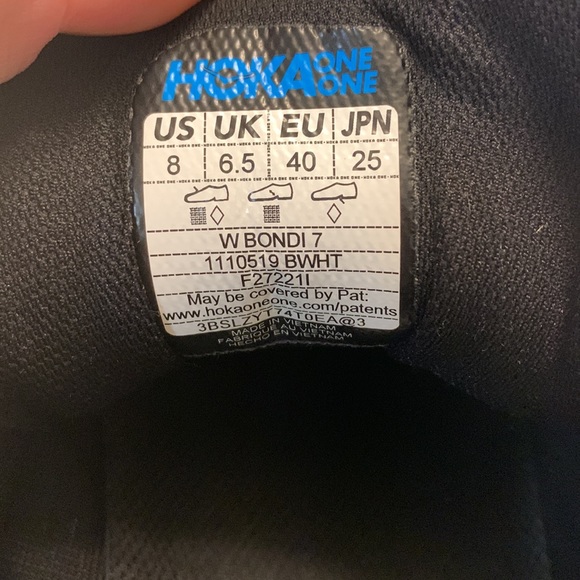 HOKA ONE ONE
US UK EU JPN
8 6.5 40 25
W BONDI 7
1110519 BWHT
F27221I
May be covered by Pat:
www.hokaoneone.com/patents
3BSLZYT74T0EA@3
MADE IN VIETNAM
FABRIQUE AU VIETNAM
HECHO EN VIETNAM